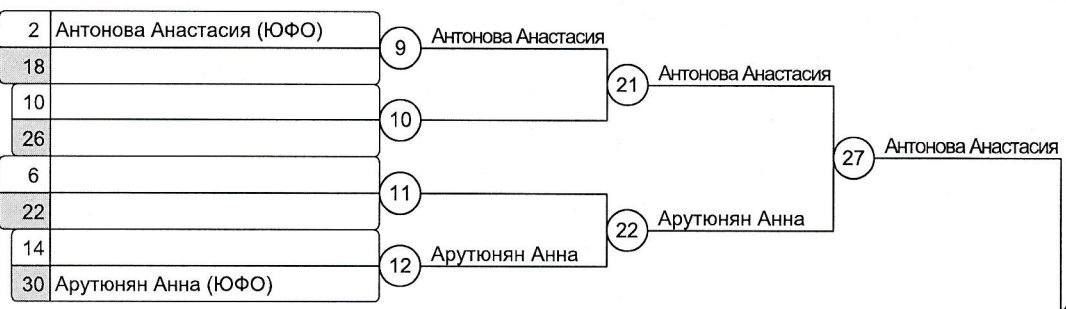 2 Антонова Анастасия (ЮФО)
18
10
26
6
22
14
30 Арутюнян Анна (ЮФО)
9 Антонова Анастасия
10
11
12 Арутюнян Анна
21 Антонова Анастасия
22 Арутюнян Анна
27 Антонова Анастасия